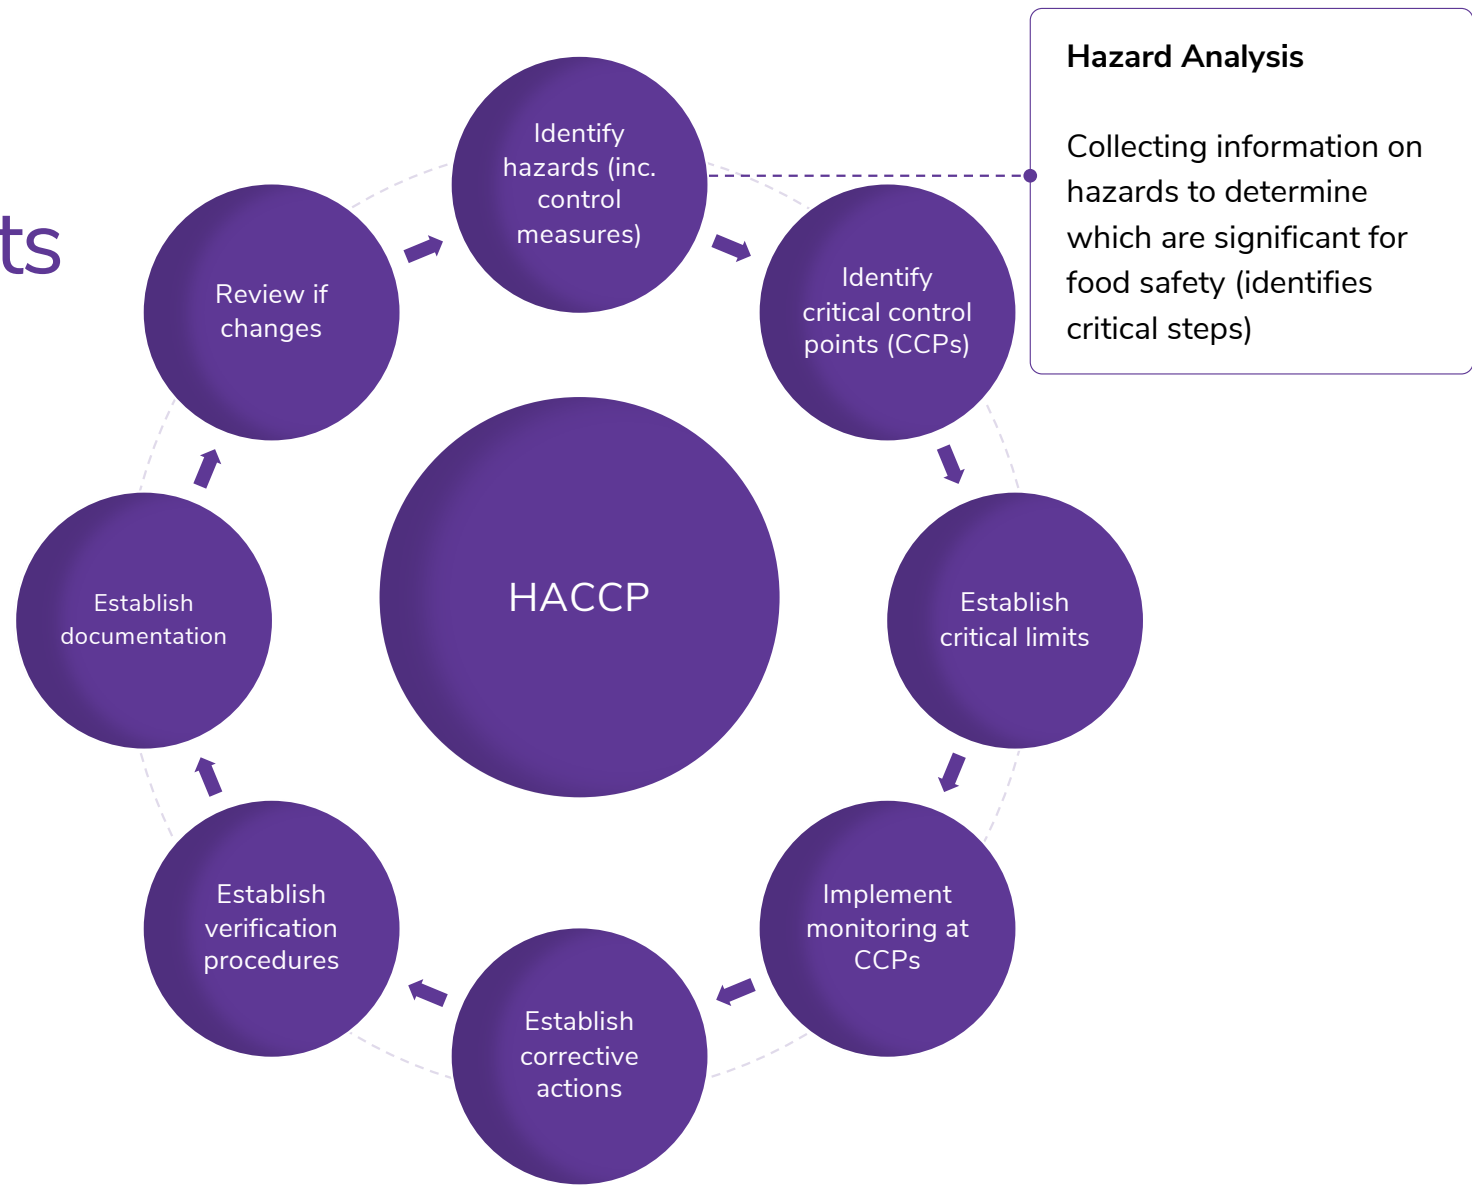 ts
Hazard Analysis
Collecting information on
hazards to determine
which are significant for
food safety (identifies
critical steps)
Identify
hazards (inc.
control
measures)
Identify
critical control
points (CCPs)
Establish
critical limits
Implement
monitoring at
CCPs
Establish
corrective
actions
Establish
verification
procedures
Establish
documentation
Review if
changes
HACCP